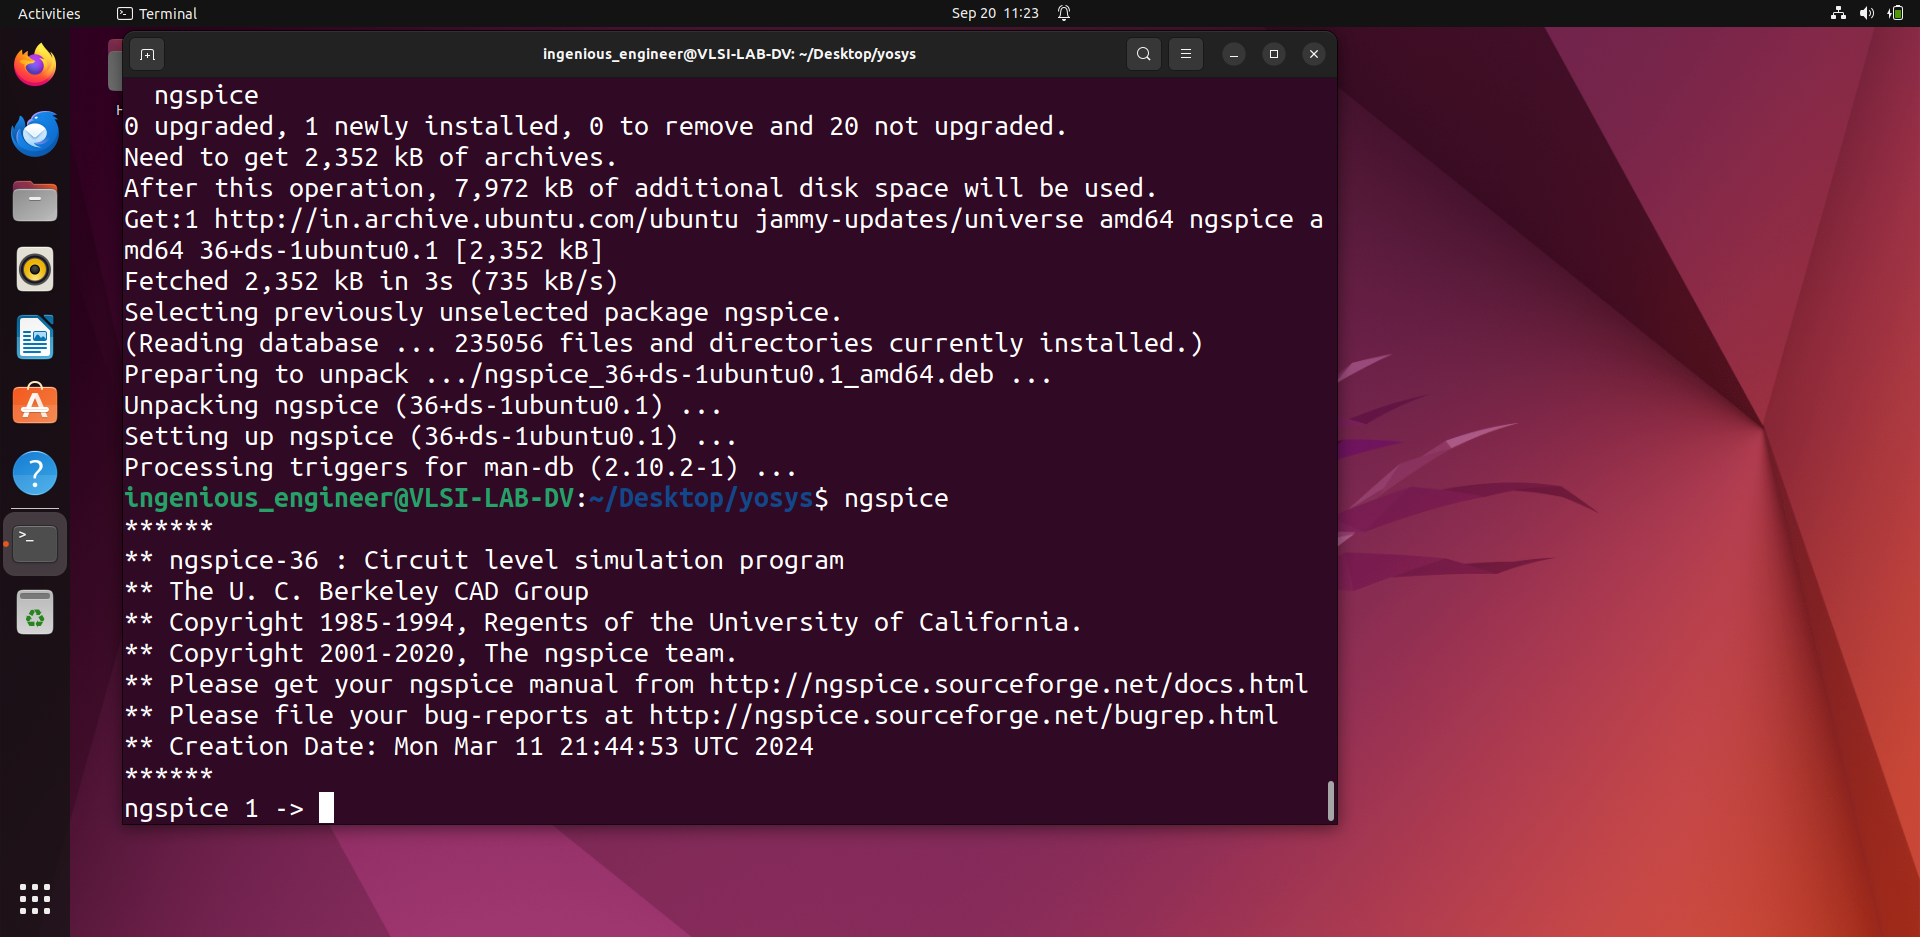 Activities
Terminal
Sep 20 11:23
ingenious_engineer@VLSI-LAB-DV: ~/Desktop/yosys
H
ngspice
0 upgraded, 1 newly installed, 0 to remove and 20 not upgraded.
Need to get 2,352 kB of archives.
After this operation, 7,972 kB of additional disk space will be used.
Get:1 http://in.archive.ubuntu.com/ubuntu jammy-updates/universe amd64 ngspice a
md64 36+ds-1ubuntu0.1 [2,352 kB]
Fetched 2,352 kB in 3s (735 kB/s)
Selecting previously unselected package ngspice.
(Reading database ... 235056 files and directories currently installed.)
Preparing to unpack .../ngspice_36+ds-1ubuntu0.1_amd64.deb ...
Unpacking ngspice (36+ds-1ubuntu0.1) ...
Setting up ngspice (36+ds-1ubuntu0.1) ...
Processing triggers for man-db (2.10.2-1) ...
ingenious_engineer@VLSI-LAB-DV:~/Desktop/yosys$ ngspice
******
** ngspice-36 : Circuit level simulation program
** The U. C. Berkeley CAD Group
** Copyright 1985-1994, Regents of the University of California.
** Copyright 2001-2020, The ngspice team.
** Please get your ngspice manual from http://ngspice.sourceforge.net/docs.html
** Please file your bug-reports at http://ngspice.sourceforge.net/bugrep.html
** Creation Date: Mon Mar 11 21:44:53 UTC 2024
******
ngspice 1 ->